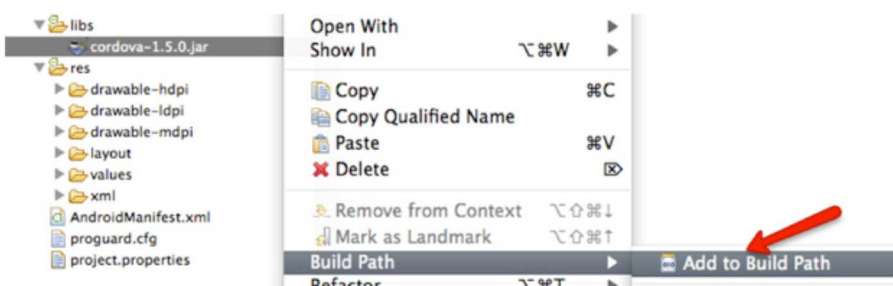 libs
cordova-1.5.0.jar
res
drawable-hdpi
drawable-ldpi
drawable-mdpi
layout
values
xml
AndroidManifest.xml
proguard.cfg
project.properties
Open With
Show In ⌥⌘W
Copy ⌘C
Copy Qualified Name
Paste ⌘V
Delete ⌦
Remove from Context ⌥⇧⌘↓
Mark as Landmark ⌥⇧⌘↑
Build Path
Refactor ⌥⌘T
Add to Build Path